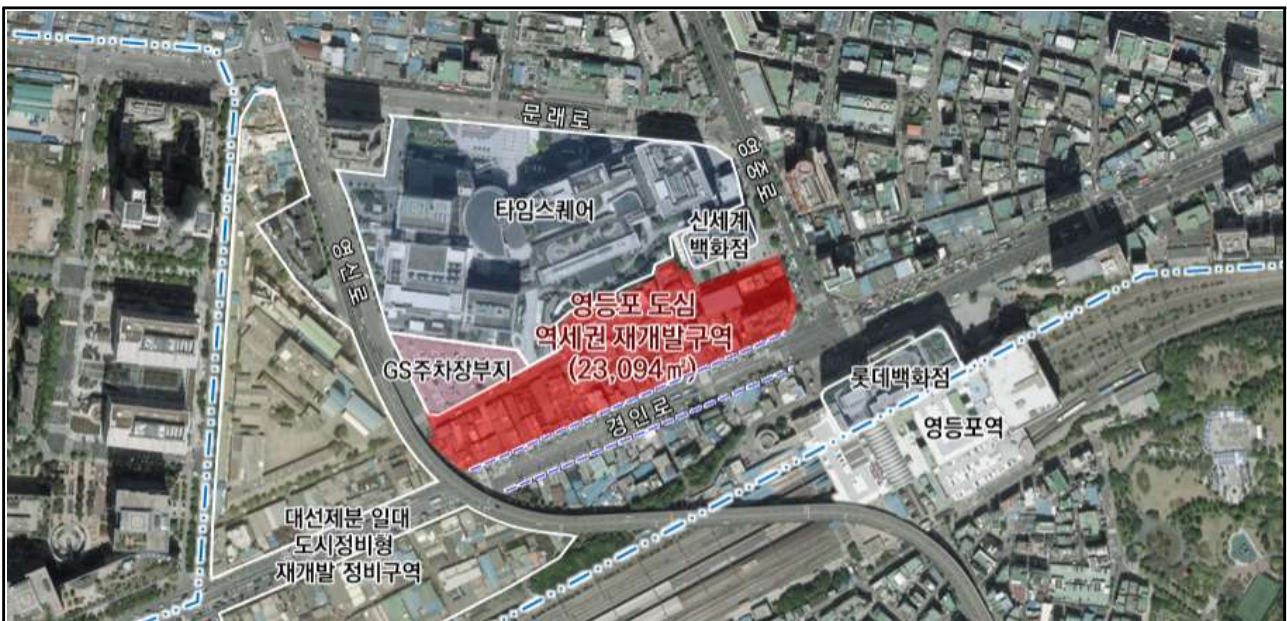 문래로
영중로
타임스퀘어
신세계
백화점
영신로
영등포 도심
역세권 재개발구역
(23,094㎡)
GS주차장부지
롯데백화점
경인로
영등포역
대선제분 일대
도시정비형
재개발 정비구역